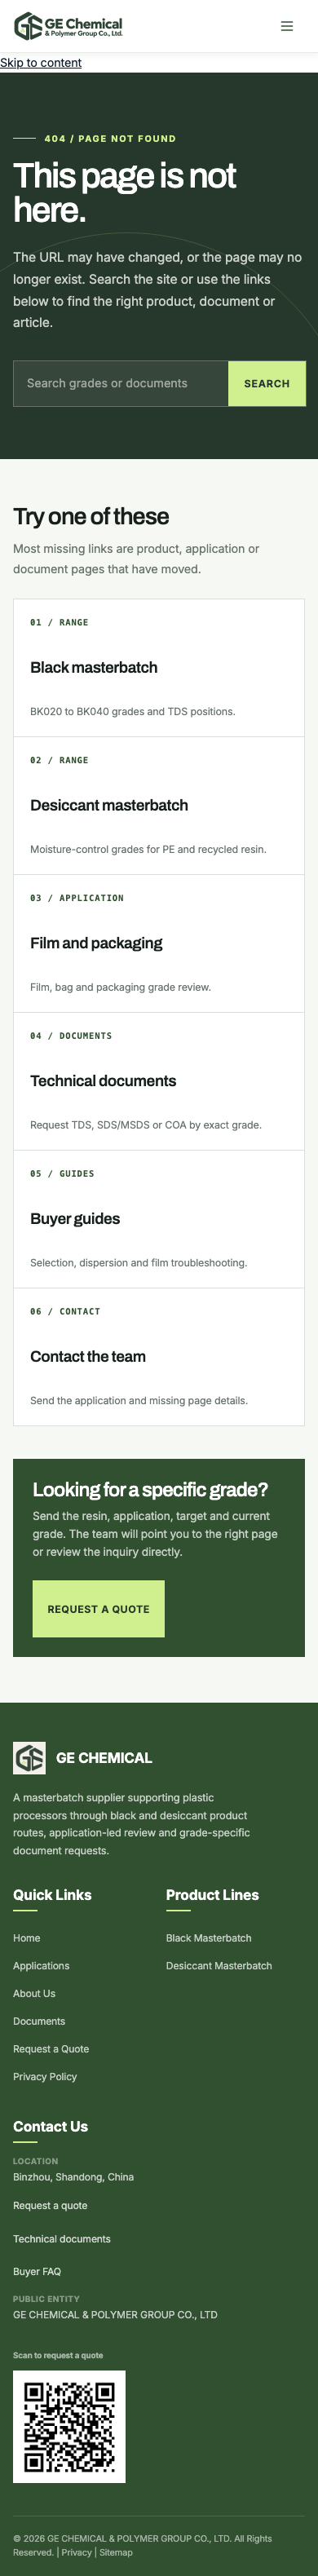 GE Chemical
& Polymer Group Co., Ltd.
Skip to content
404 / PAGE NOT FOUND
This page is not
here.
The URL may have changed, or the page may no
longer exist. Search the site or use the links
below to find the right product, document or
article.
Search grades or documents
SEARCH
Try one of these
Most missing links are product, application or
document pages that have moved.
01 / RANGE
Black masterbatch
BK020 to BK040 grades and TDS positions.
02 / RANGE
Desiccant masterbatch
Moisture-control grades for PE and recycled resin.
03 / APPLICATION
Film and packaging
Film, bag and packaging grade review.
04 / DOCUMENTS
Technical documents
Request TDS, SDS/MSDS or COA by exact grade.
05 / GUIDES
Buyer guides
Selection, dispersion and film troubleshooting.
06 / CONTACT
Contact the team
Send the application and missing page details.
Looking for a specific grade?
Send the resin, application, target and current
grade. The team will point you to the right page
or review the inquiry directly.
REQUEST A QUOTE
GE CHEMICAL
A masterbatch supplier supporting plastic
processors through black and desiccant product
routes, application-led review and grade-specific
document requests.
Quick Links
Home
Applications
About Us
Documents
Request a Quote
Privacy Policy
Product Lines
Black Masterbatch
Desiccant Masterbatch
Contact Us
LOCATION
Binzhou, Shandong, China
Request a quote
Technical documents
Buyer FAQ
PUBLIC ENTITY
GE CHEMICAL & POLYMER GROUP CO., LTD
Scan to request a quote
© 2026 GE CHEMICAL & POLYMER GROUP CO., LTD. All Rights
Reserved. | Privacy | Sitemap